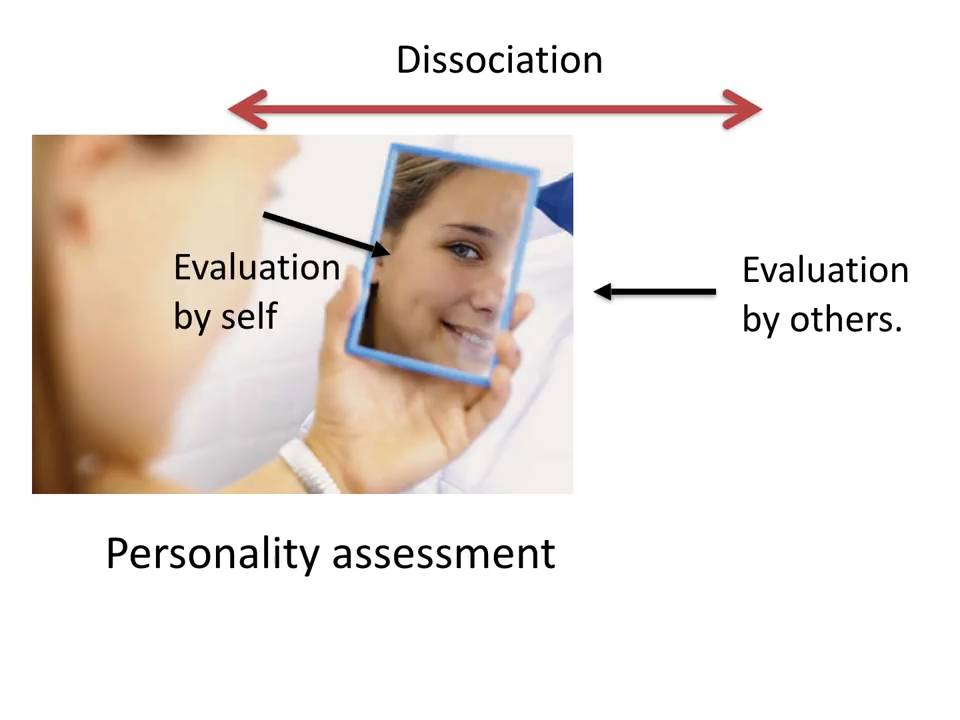 Dissociation
Evaluation
by self
Evaluation
by others.
Personality assessment